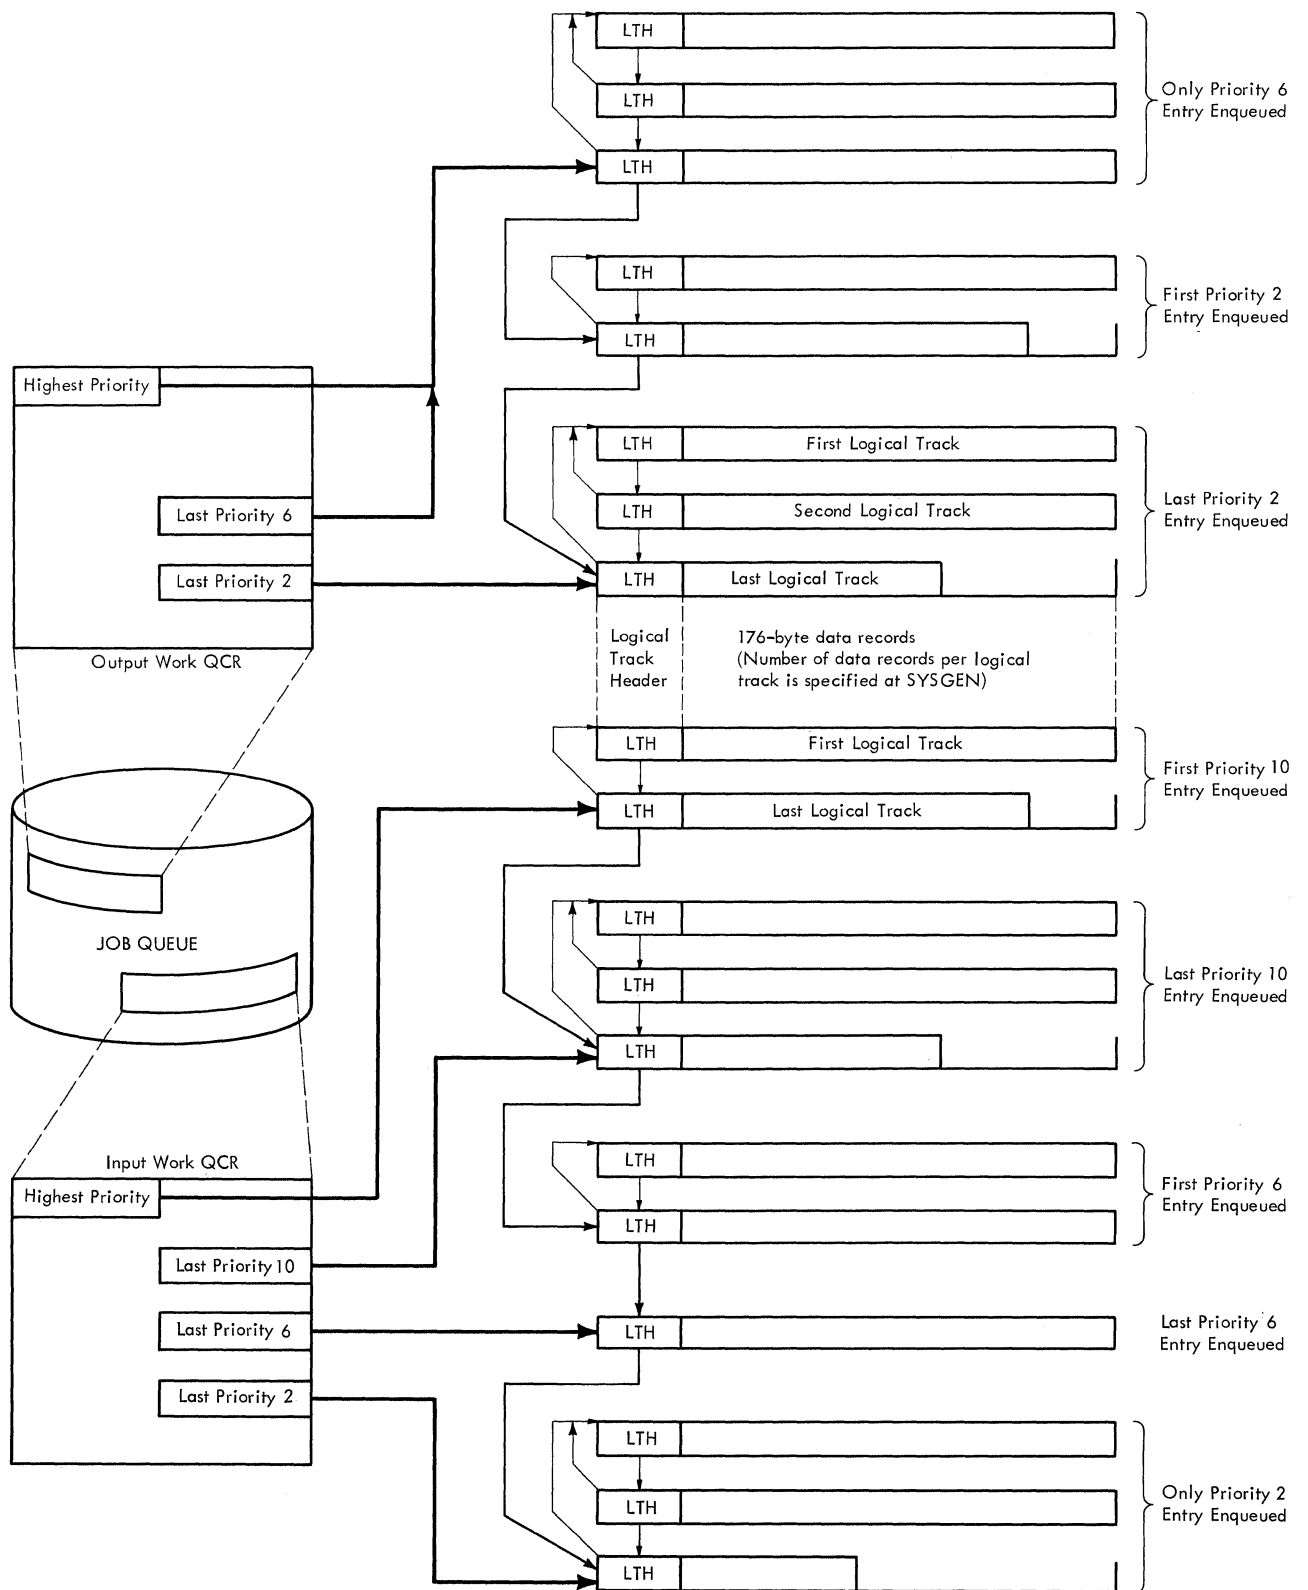 LTH
LTH
Only Priority 6
Entry Enqueued
LTH
LTH
First Priority 2
Entry Enqueued
LTH
Highest Priority
LTH First Logical Track
Last Priority 2
Entry Enqueued
Last Priority 6
LTH Second Logical Track
Last Priority 2
LTH Last Logical Track
Output Work QCR
Logical
Track
Header
176-byte data records
(Number of data records per logical
track is specified at SYSGEN)
LTH First Logical Track
First Priority 10
Entry Enqueued
LTH Last Logical Track
JOB QUEUE
LTH
LTH
Last Priority 10
Entry Enqueued
LTH
Input Work QCR
Highest Priority
LTH
First Priority 6
Entry Enqueued
LTH
Last Priority 10
Last Priority 6
LTH
Last Priority 6
Entry Enqueued
Last Priority 2
LTH
LTH
Only Priority 2
Entry Enqueued
LTH